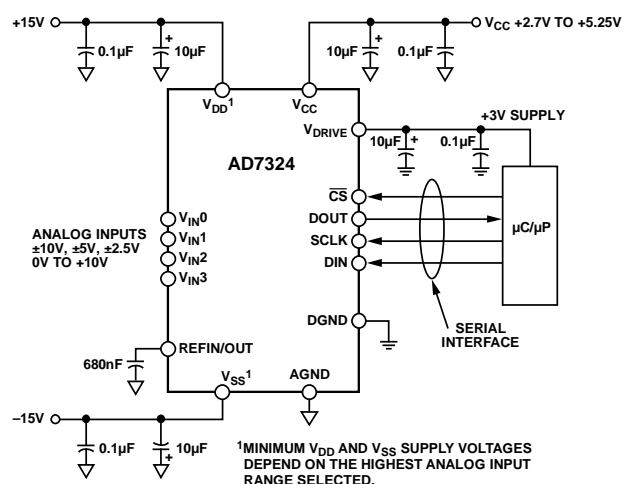 +15V
0.1µF
+
10µF
10µF
+
0.1µF
VCC +2.7V TO +5.25V
VDD1
VCC
VDRIVE
+3V SUPPLY
10µF
+
0.1µF
AD7324
CS
DOUT
SCLK
DIN
µC/µP
ANALOG INPUTS
±10V, ±5V, ±2.5V
0V TO +10V
VIN0
VIN1
VIN2
VIN3
DGND
SERIAL
INTERFACE
REFIN/OUT
680nF
VSS1
AGND
–15V
0.1µF
10µF
+
1MINIMUM VDD AND VSS SUPPLY VOLTAGES
DEPEND ON THE HIGHEST ANALOG INPUT
RANGE SELECTED.